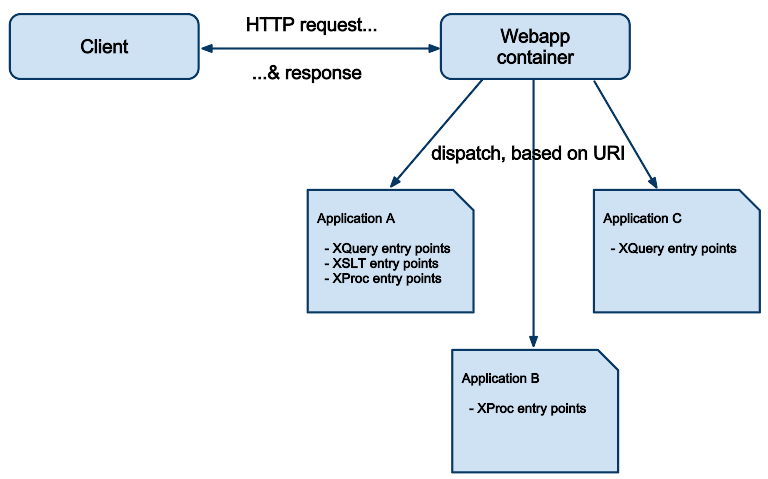 Client
HTTP request...
...& response
Webapp
container
dispatch, based on URI
Application A
- XQuery entry points
- XSLT entry points
- XProc entry points
Application C
- XQuery entry points
Application B
- XProc entry points